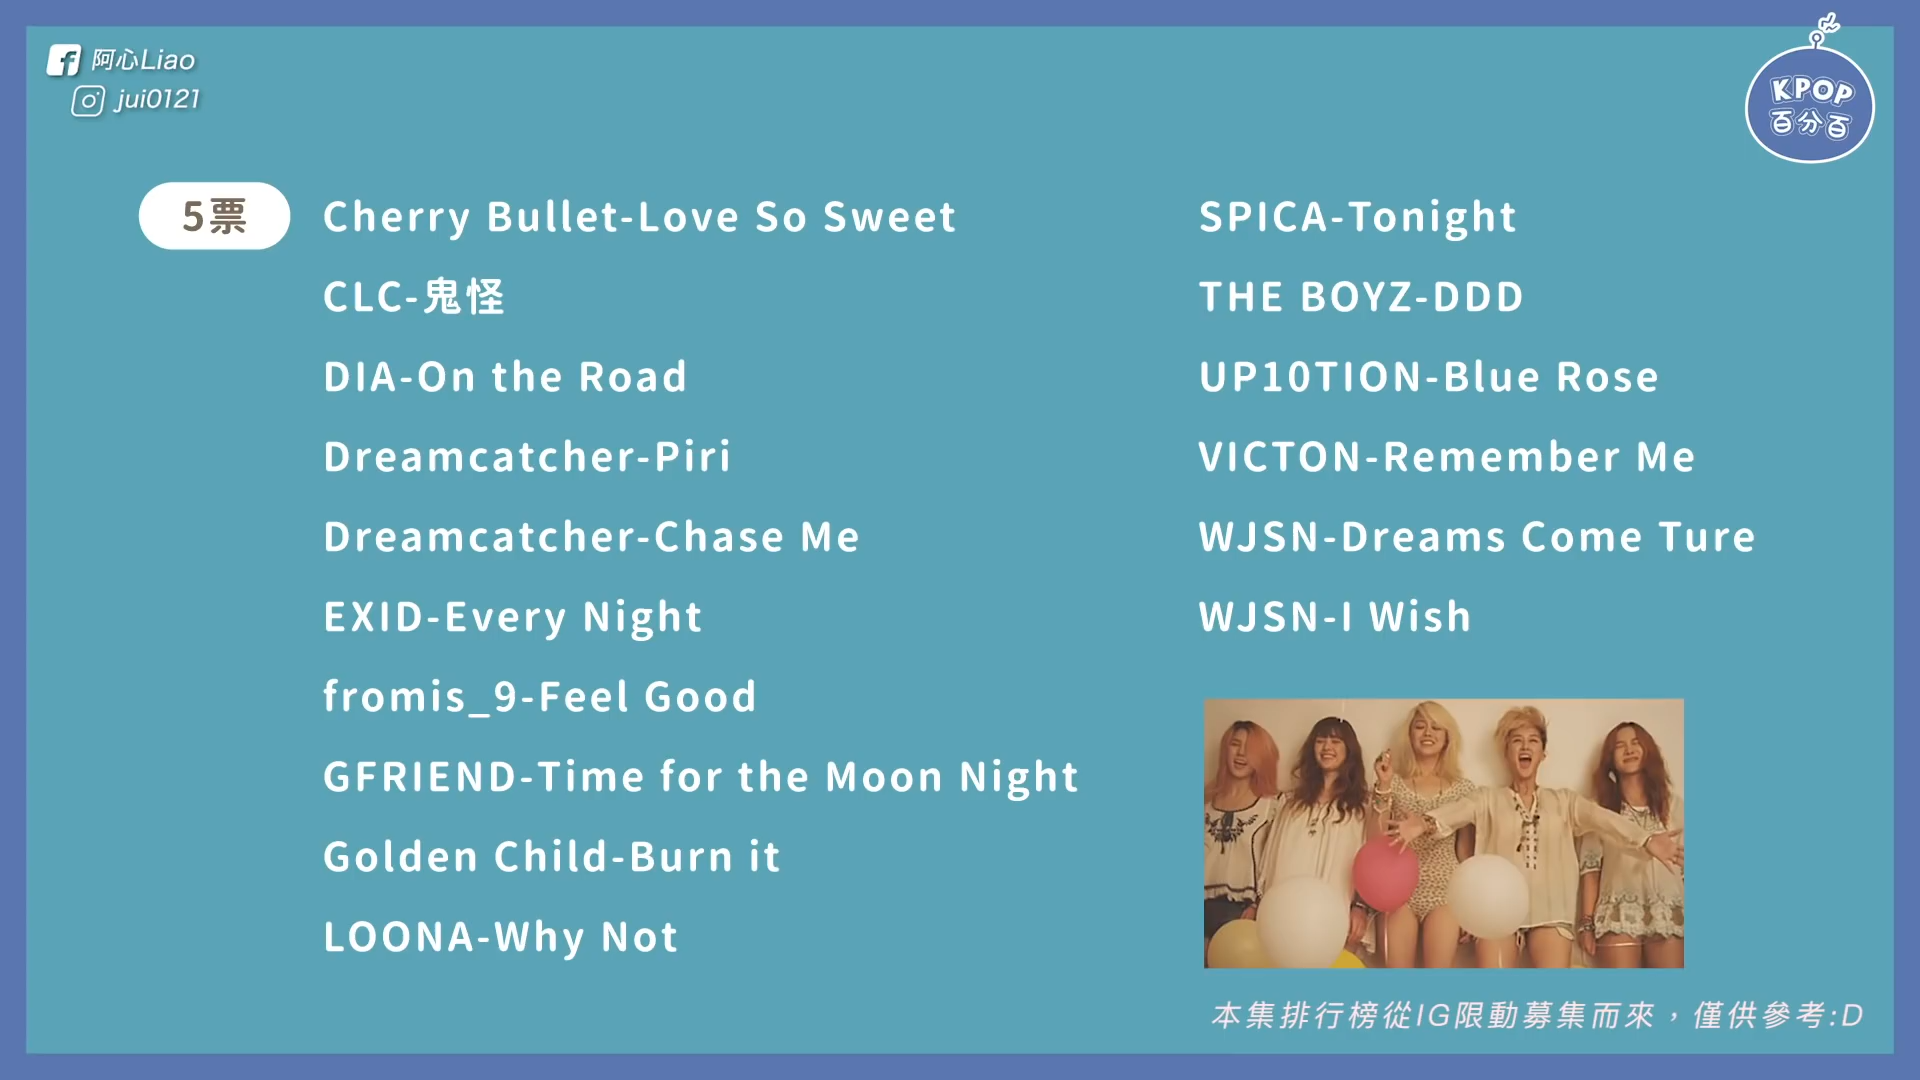 阿心Liao
jui0121
KPOP
百分百
5票
Cherry Bullet-Love So Sweet
CLC-鬼怪
DIA-On the Road
Dreamcatcher-Piri
Dreamcatcher-Chase Me
EXID-Every Night
fromis_9-Feel Good
GFRIEND-Time for the Moon Night
Golden Child-Burn it
LOONA-Why Not
SPICA-Tonight
THE BOYZ-DDD
UP10TION-Blue Rose
VICTON-Remember Me
WJSN-Dreams Come Ture
WJSN-I Wish
本集排行榜從IG限動募集而來，僅供參考:D